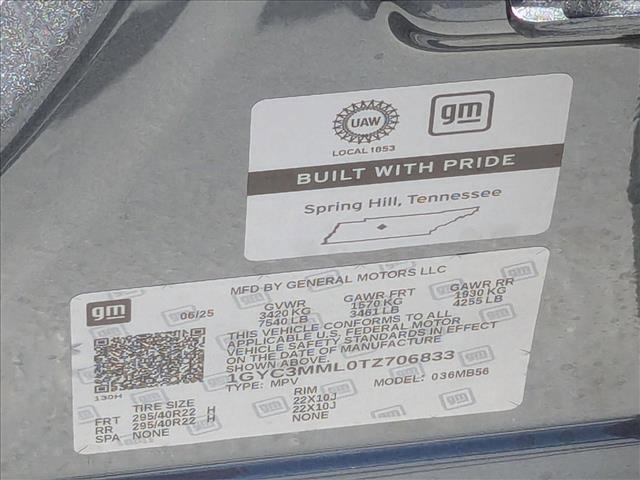 UAW
gm
LOCAL 1853
BUILT WITH PRIDE
Spring Hill, Tennessee
gm
MFD BY GENERAL MOTORS LLC
06/25
GVWR GAWR FRT GAWR RR
3420 KG 1570 KG 1930 KG
7540 LB 3461 LB 4255 LB
THIS VEHICLE CONFORMS TO ALL
APPLICABLE U.S. FEDERAL MOTOR
VEHICLE SAFETY STANDARDS IN EFFECT
ON THE DATE OF MANUFACTURE
SHOWN ABOVE.
1GYC3MML0TZ706833
TYPE: MPV MODEL: 036MB56
130H
TIRE SIZE RIM
FRT 295/40R22 H 22X10J
RR 295/40R22 H 22X10J
SPA NONE NONE